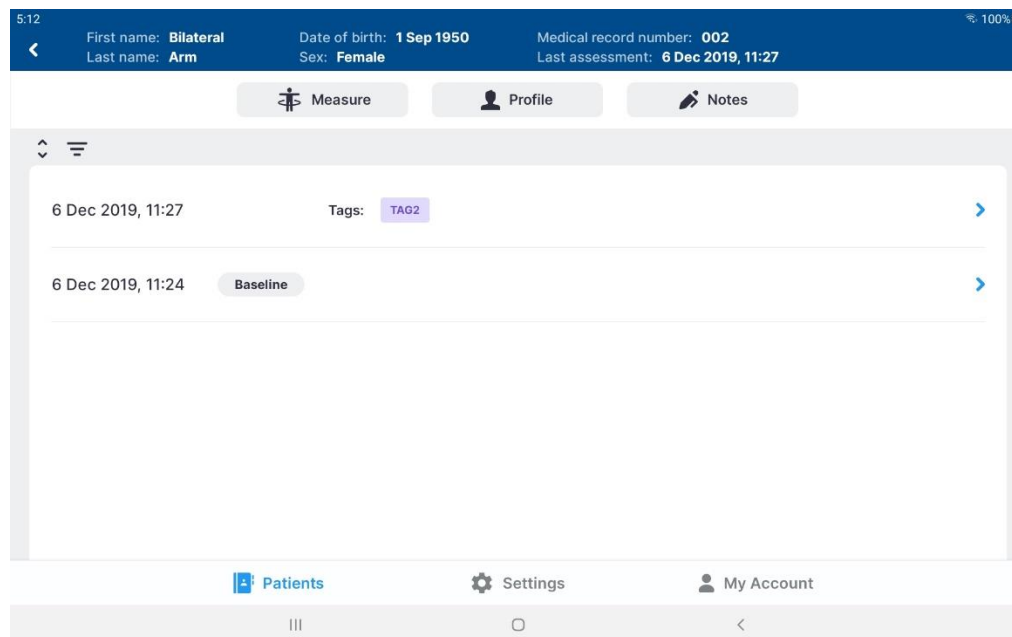 5:12
100%
First name: Bilateral
Date of birth: 1 Sep 1950
Medical record number: 002
Last name: Arm
Sex: Female
Last assessment: 6 Dec 2019, 11:27
Measure
Profile
Notes
6 Dec 2019, 11:27
Tags: TAG2
6 Dec 2019, 11:24
Baseline
Patients
Settings
My Account